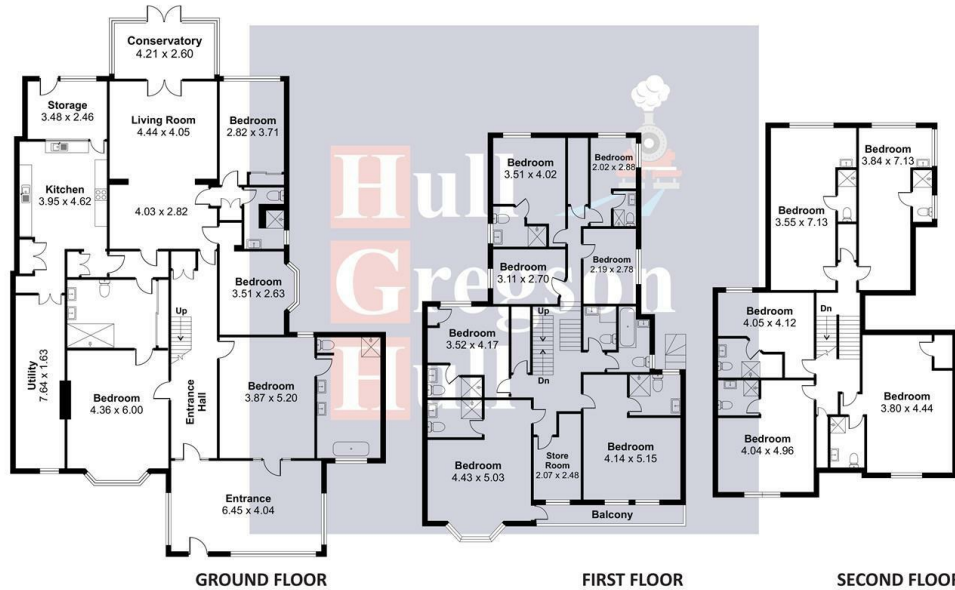 Conservatory
4.21 x 2.60
Storage
3.48 x 2.46
Living Room
4.44 x 4.05
Bedroom
2.82 x 3.71
Kitchen
3.95 x 4.62
4.03 x 2.82
Bedroom
3.51 x 2.63
Up
Utility
7.64 x 1.63
Bedroom
4.36 x 6.00
Entrance
Hall
Bedroom
3.87 x 5.20
Entrance
6.45 x 4.04
GROUND FLOOR
Hull
Gregson
Hull
Bedroom
3.51 x 4.02
Bedroom
2.02 x 2.88
Bedroom
3.11 x 2.70
Bedroom
2.19 x 2.78
Bedroom
3.52 x 4.17
Up
Dn
Bedroom
4.43 x 5.03
Store
Room
2.07 x 2.48
Bedroom
4.14 x 5.15
Balcony
FIRST FLOOR
Bedroom
3.55 x 7.13
Bedroom
3.84 x 7.13
Bedroom
4.05 x 4.12
Dn
Bedroom
4.04 x 4.96
Bedroom
3.80 x 4.44
SECOND FLOOR